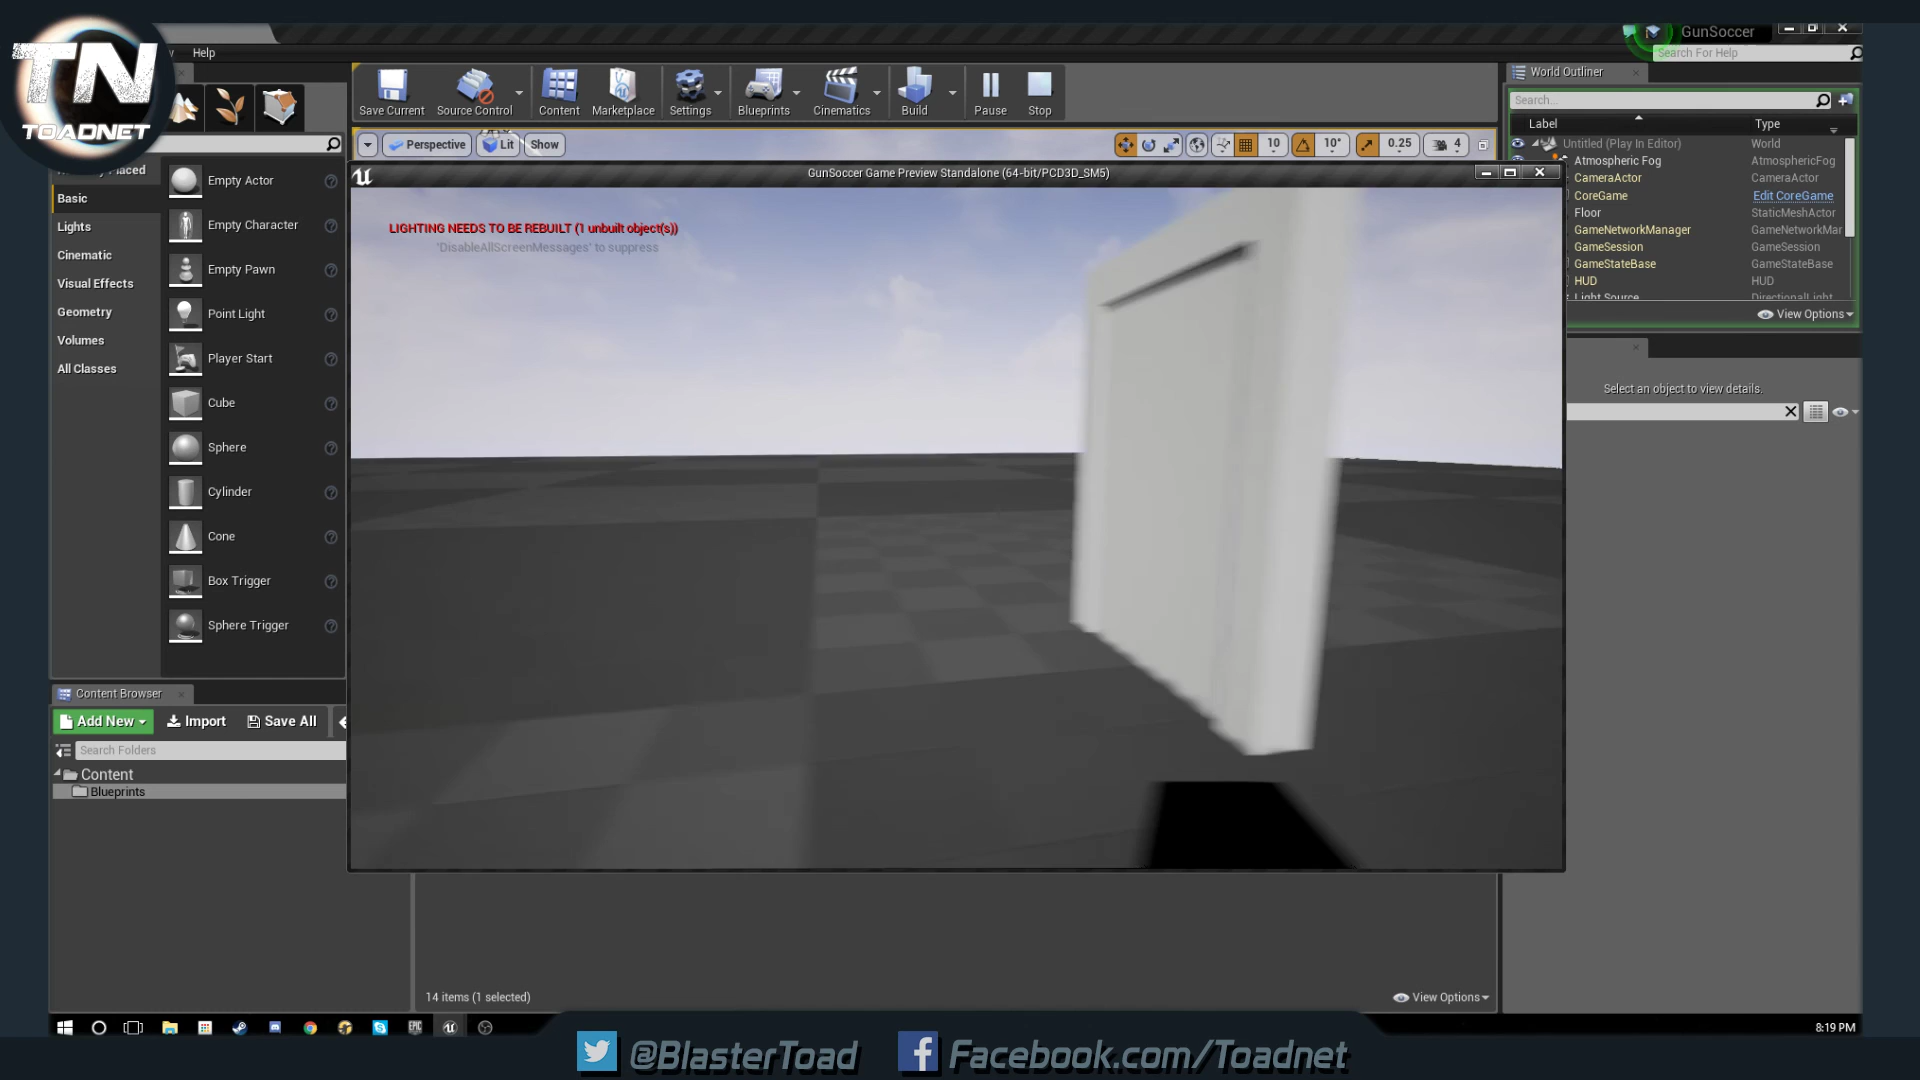 TN
TOADNET
Help
GunSoccer
Search For Help
Save Current
Source Control
Content
Marketplace
Settings
Blueprints
Cinematics
Build
Pause
Stop
World Outliner
Search...
Label
Type
Perspective
Lit
Show
10
10°
0.25
4
Untitled (Play In Editor)
World
Atmospheric Fog
AtmosphericFog
CameraActor
CameraActor
CoreGame
Edit CoreGame
Floor
StaticMeshActor
GameNetworkManager
GameNetworkMar
GameSession
GameSession
GameStateBase
GameStateBase
HUD
HUD
Light Source
DirectionalLight
View Options
GunSoccer Game Preview Standalone (64-bit/PCD3D_SM5)
LIGHTING NEEDS TO BE REBUILT (1 unbuilt object(s))
'DisableAllScreenMessages' to suppress
Placed
Basic
Lights
Cinematic
Visual Effects
Geometry
Volumes
All Classes
Empty Actor
Empty Character
Empty Pawn
Point Light
Player Start
Cube
Sphere
Cylinder
Cone
Box Trigger
Sphere Trigger
Select an object to view details.
Content Browser
Add New
Import
Save All
Search Folders
Content
Blueprints
14 items (1 selected)
View Options
EPIC
8:19 PM
@BlasterToad
Facebook.com/Toadnet